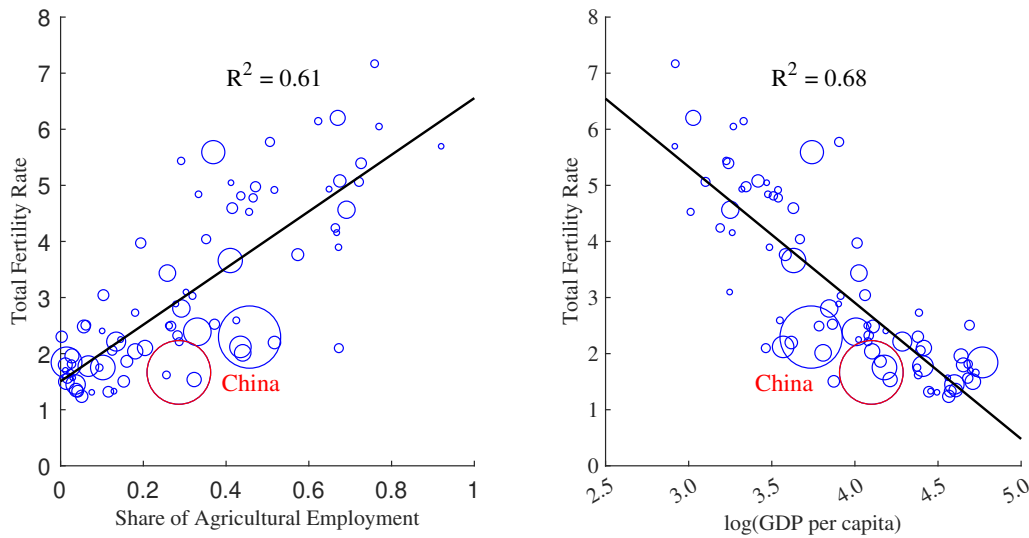 R² = 0.61
China
Total Fertility Rate
8
7
6
5
4
3
2
1
0
0 0.2 0.4 0.6 0.8 1
Share of Agricultural Employment
R² = 0.68
China
Total Fertility Rate
8
7
6
5
4
3
2
1
0
2.5 3.0 3.5 4.0 4.5 5.0
log(GDP per capita)